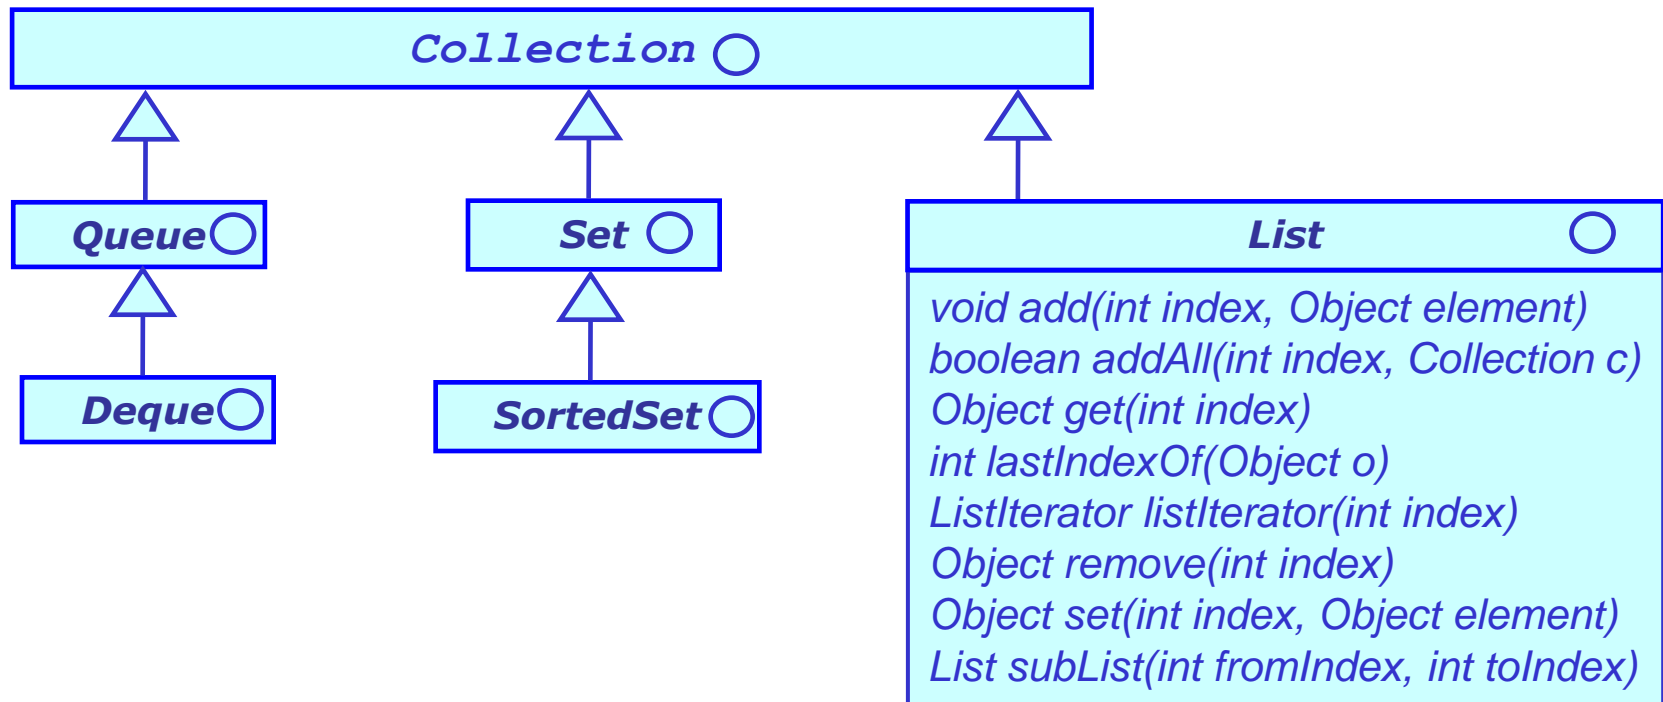 Collection
Queue
Set
List
Deque
SortedSet
void add(int index, Object element)
boolean addAll(int index, Collection c)
Object get(int index)
int lastIndexOf(Object o)
ListIterator listIterator(int index)
Object remove(int index)
Object set(int index, Object element)
List subList(int fromIndex, int toIndex)